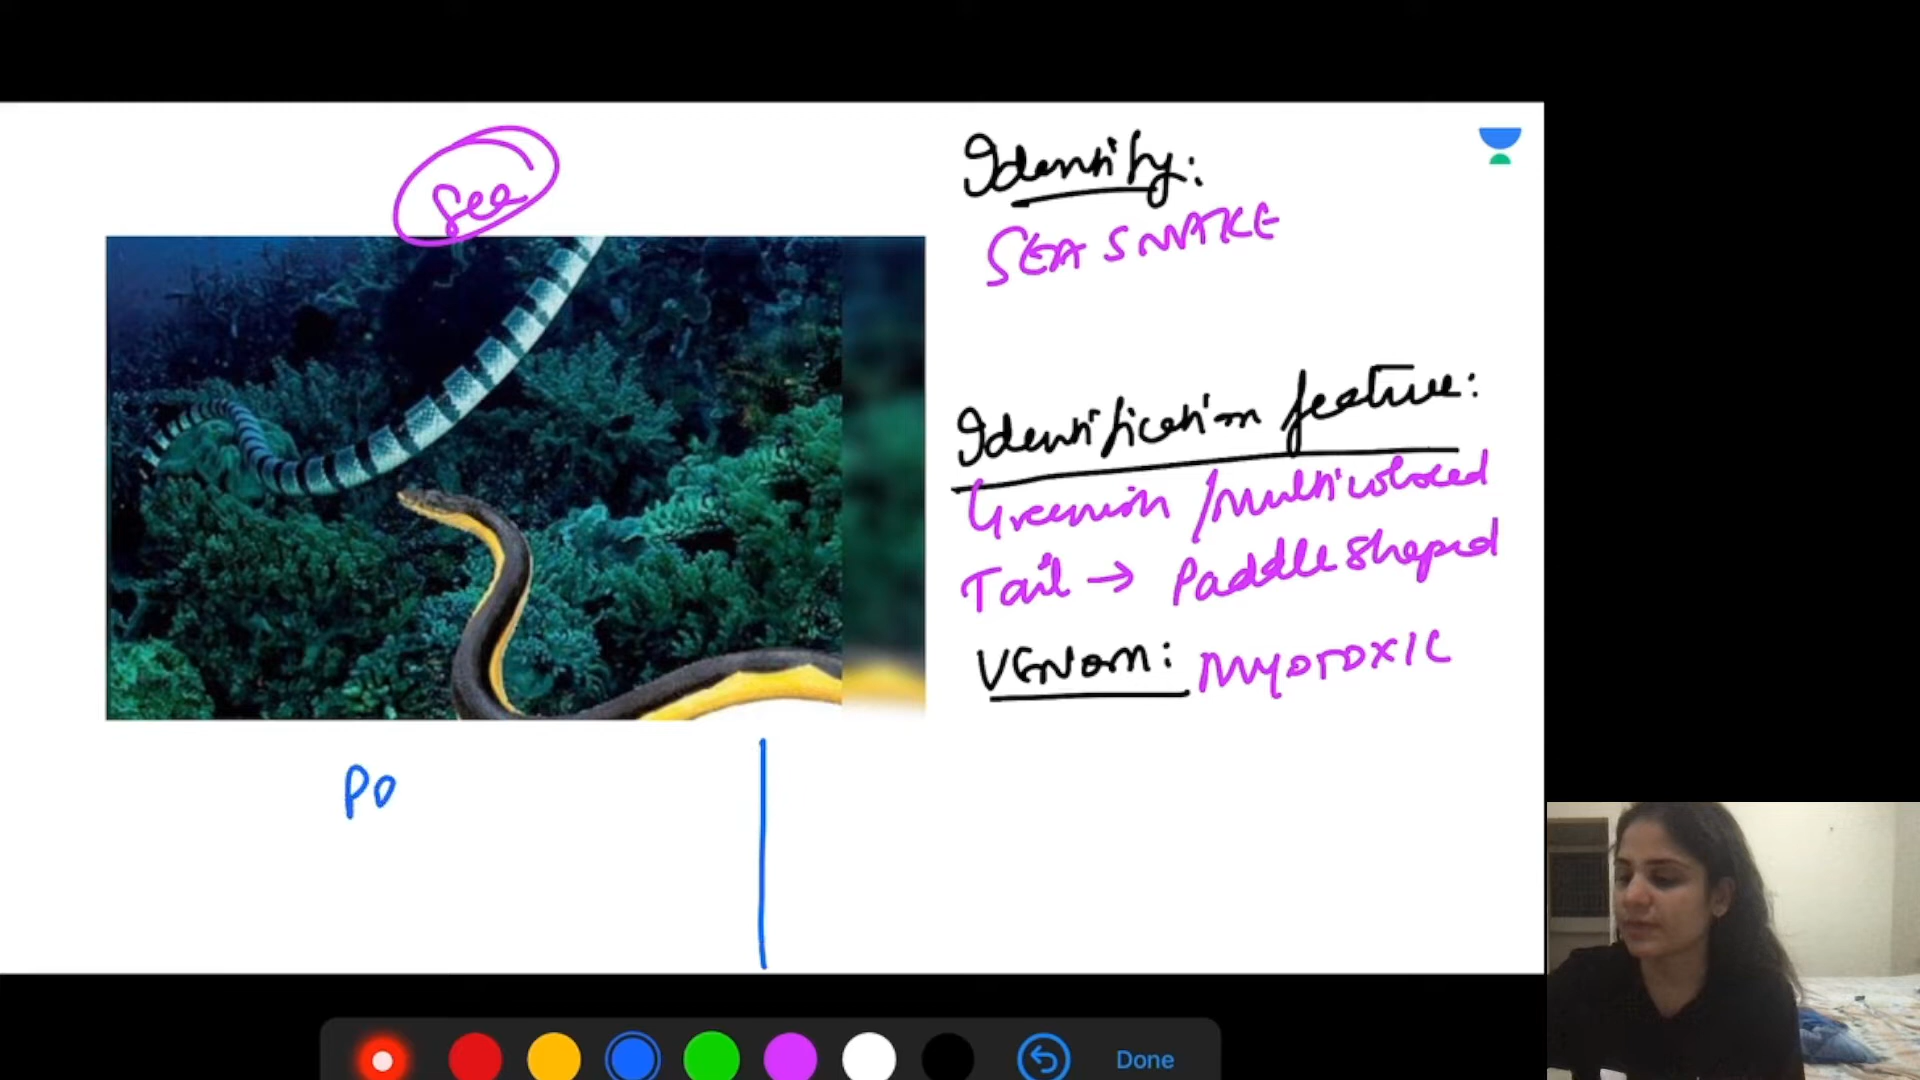 Sea
Identify:
SEA SNAKE
Identification feature:
Greenish / multicolored
Tail → Paddle shaped
VENOM: MYOTOXIC
PO
Done